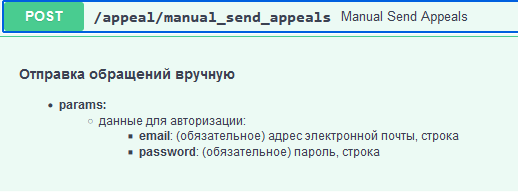 POST /appeal/manual_send_appeals Manual Send Appeals
Отправка обращений вручную
params:
данные для авторизации:
email: (обязательное) адрес электронной почты, строка
password: (обязательное) пароль, строка